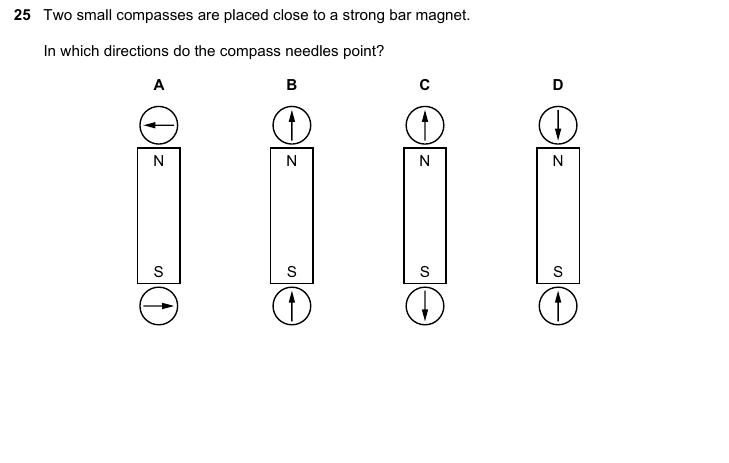 25 Two small compasses are placed close to a strong bar magnet.
In which directions do the compass needles point?
A B C D
N N N N
S S S S